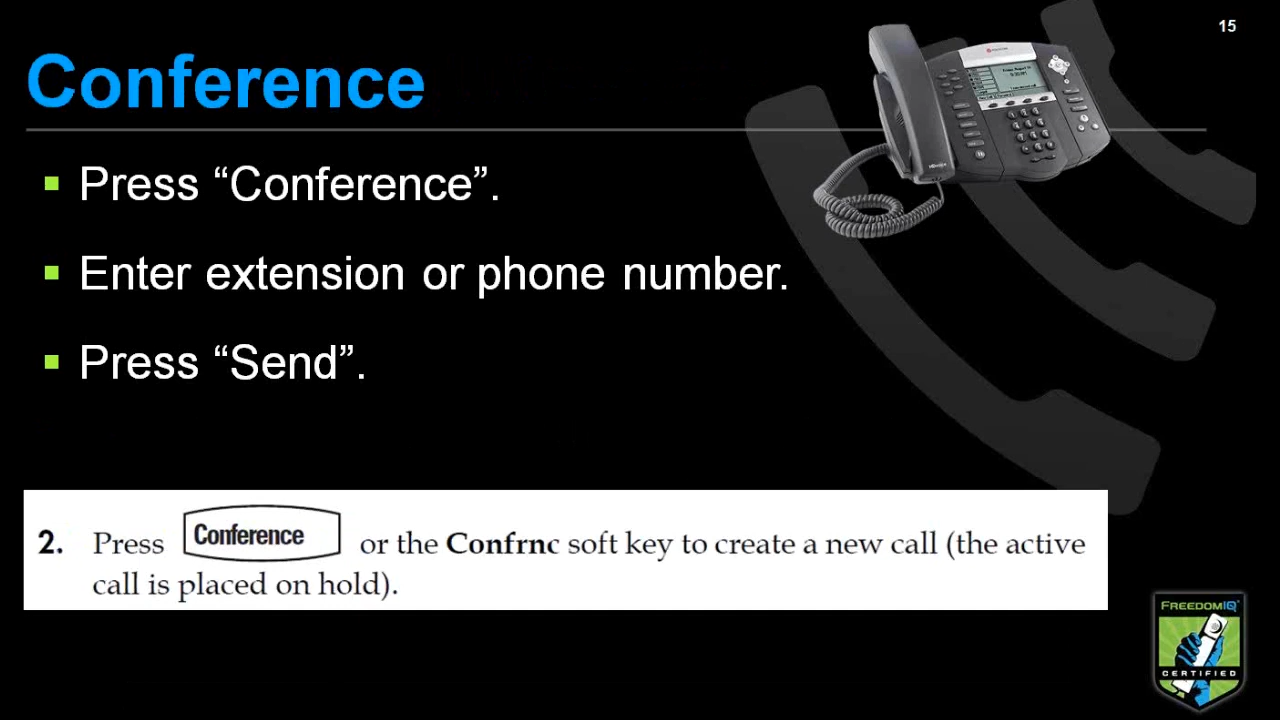 15
Conference
Press “Conference”.
Enter extension or phone number.
Press “Send”.
2. Press Conference or the Confrnc soft key to create a new call (the active
call is placed on hold).
FREEDOMIQ
CERTIFIED